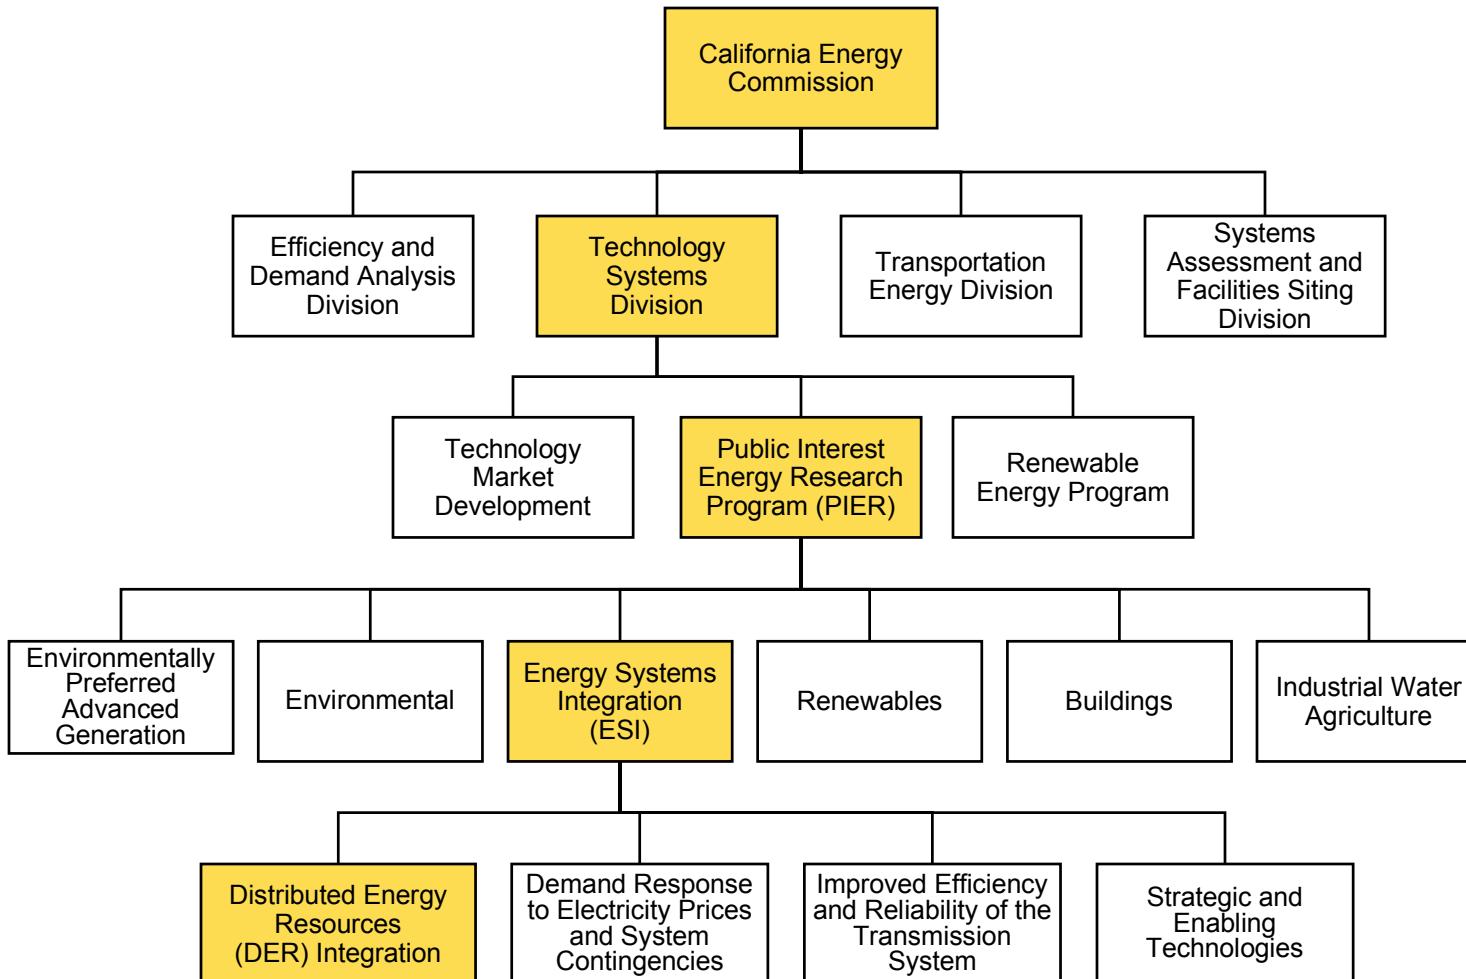 California Energy
Commission
Efficiency and
Demand Analysis
Division
Technology
Systems
Division
Transportation
Energy Division
Systems
Assessment and
Facilities Siting
Division
Technology
Market
Development
Public Interest
Energy Research
Program (PIER)
Renewable
Energy Program
Environmentally
Preferred
Advanced
Generation
Environmental
Energy Systems
Integration
(ESI)
Renewables
Buildings
Industrial Water
Agriculture
Distributed Energy
Resources
(DER) Integration
Demand Response
to Electricity Prices
and System
Contingencies
Improved Efficiency
and Reliability of the
Transmission
System
Strategic and
Enabling
Technologies